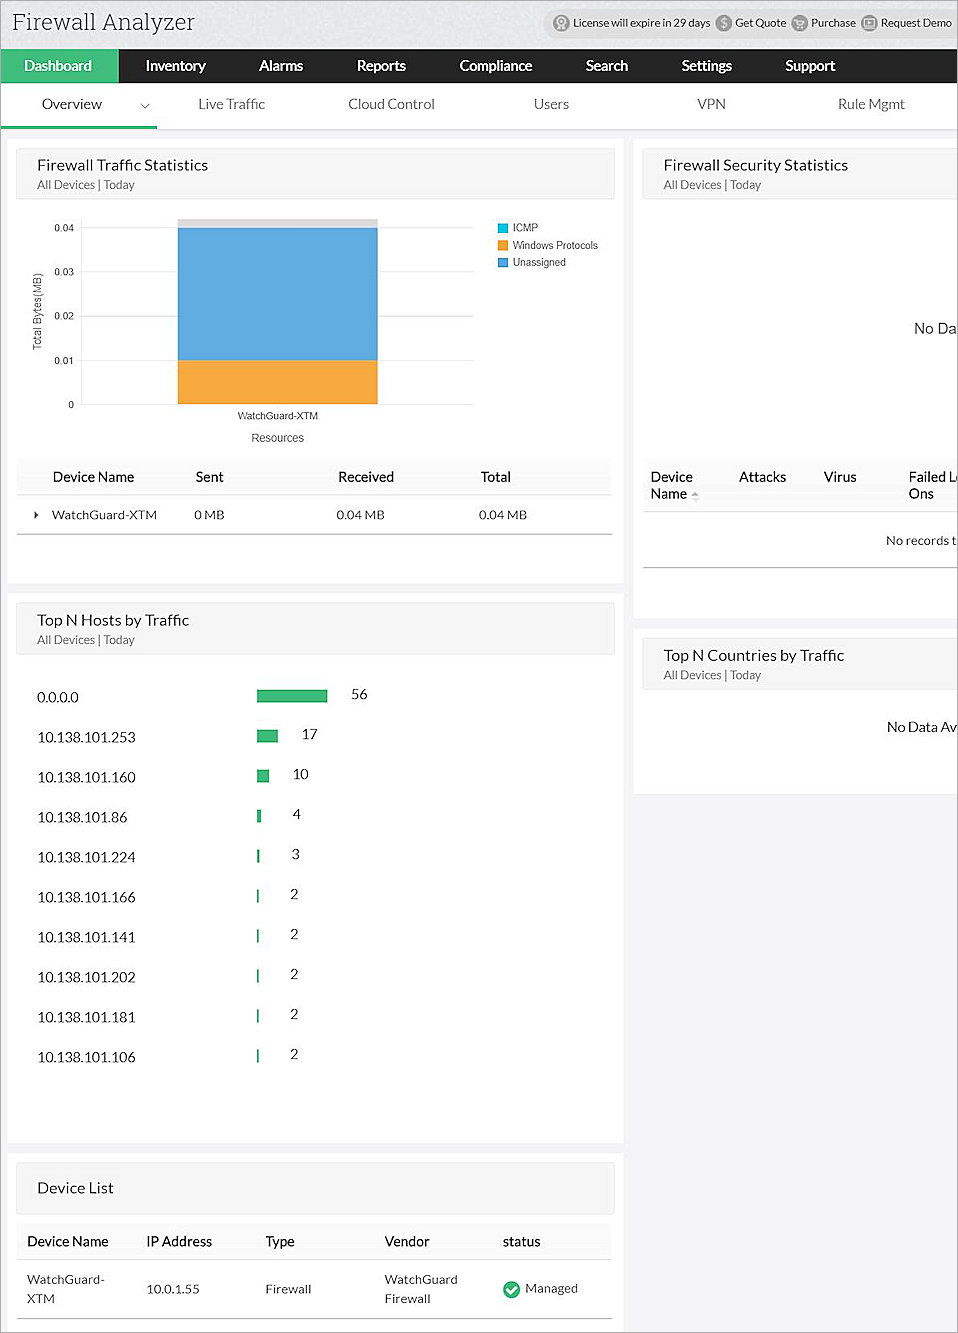 Firewall Analyzer
License will expire in 29 days Get Quote Purchase Request Demo
Dashboard Inventory Alarms Reports Compliance Search Settings Support
Overview Live Traffic Cloud Control Users VPN Rule Mgmt
Firewall Traffic Statistics
All Devices | Today
0.04
0.03
0.02
0.01
0
Total Bytes(MB)
WatchGuard-XTM
Resources
ICMP
Windows Protocols
Unassigned
Device Name Sent Received Total
WatchGuard-XTM 0 MB 0.04 MB 0.04 MB
Top N Hosts by Traffic
All Devices | Today
0.0.0.0 56
10.138.101.253 17
10.138.101.160 10
10.138.101.86 4
10.138.101.224 3
10.138.101.166 2
10.138.101.141 2
10.138.101.202 2
10.138.101.181 2
10.138.101.106 2
Device List
Device Name IP Address Type Vendor status
WatchGuard-
XTM
10.0.1.55
Firewall
WatchGuard
Firewall
Managed
Firewall Security Statistics
All Devices | Today
No Da
Device
Name
Attacks
Virus
Failed L
Ons
No records t
Top N Countries by Traffic
All Devices | Today
No Data Av